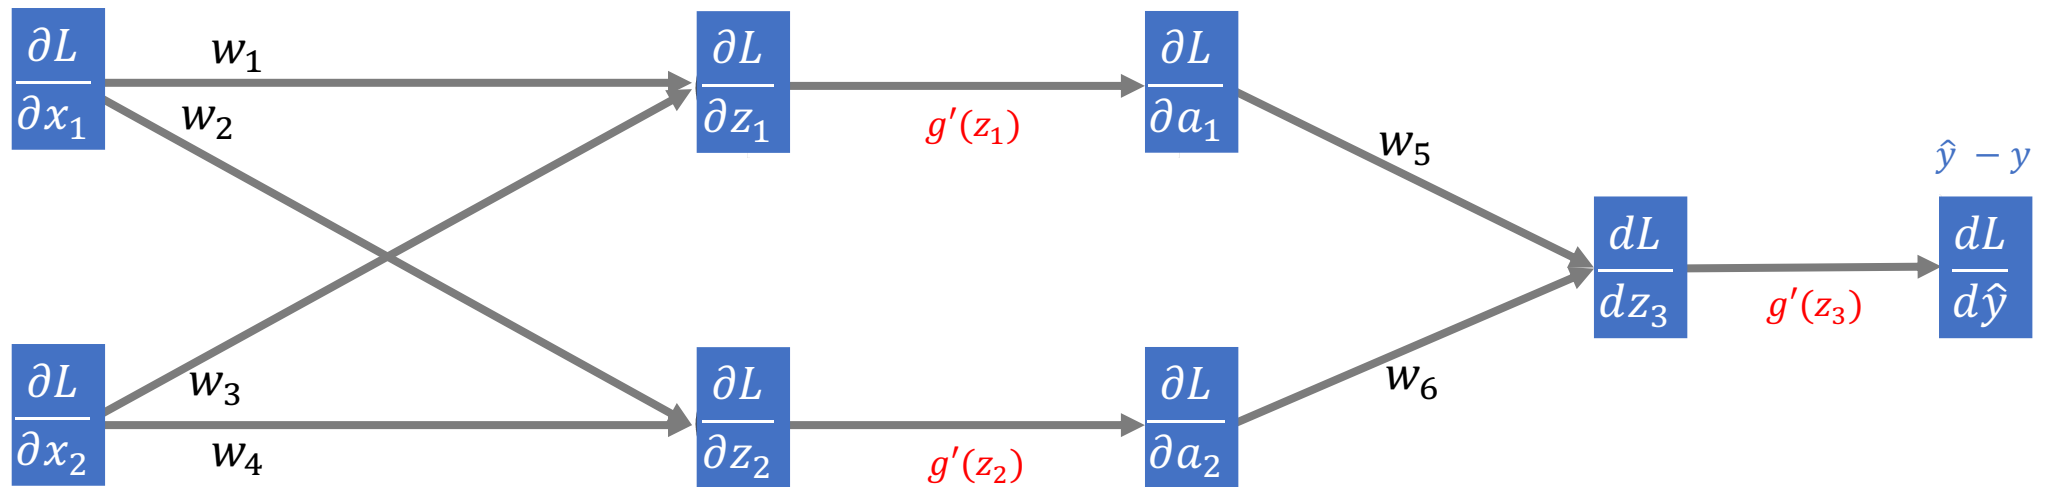 ∂L/∂x₁
w₁
w₂
∂L/∂z₁
g′(z₁)
∂L/∂a₁
w₅
ŷ − y
dL/dz₃
g′(z₃)
dL/dŷ
∂L/∂x₂
w₃
w₄
∂L/∂z₂
g′(z₂)
∂L/∂a₂
w₆